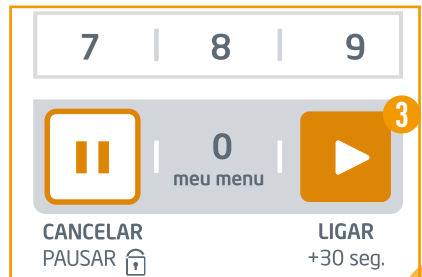 7 8 9
3
0
meu menu
CANCELAR LIGAR
PAUSAR +30 seg.